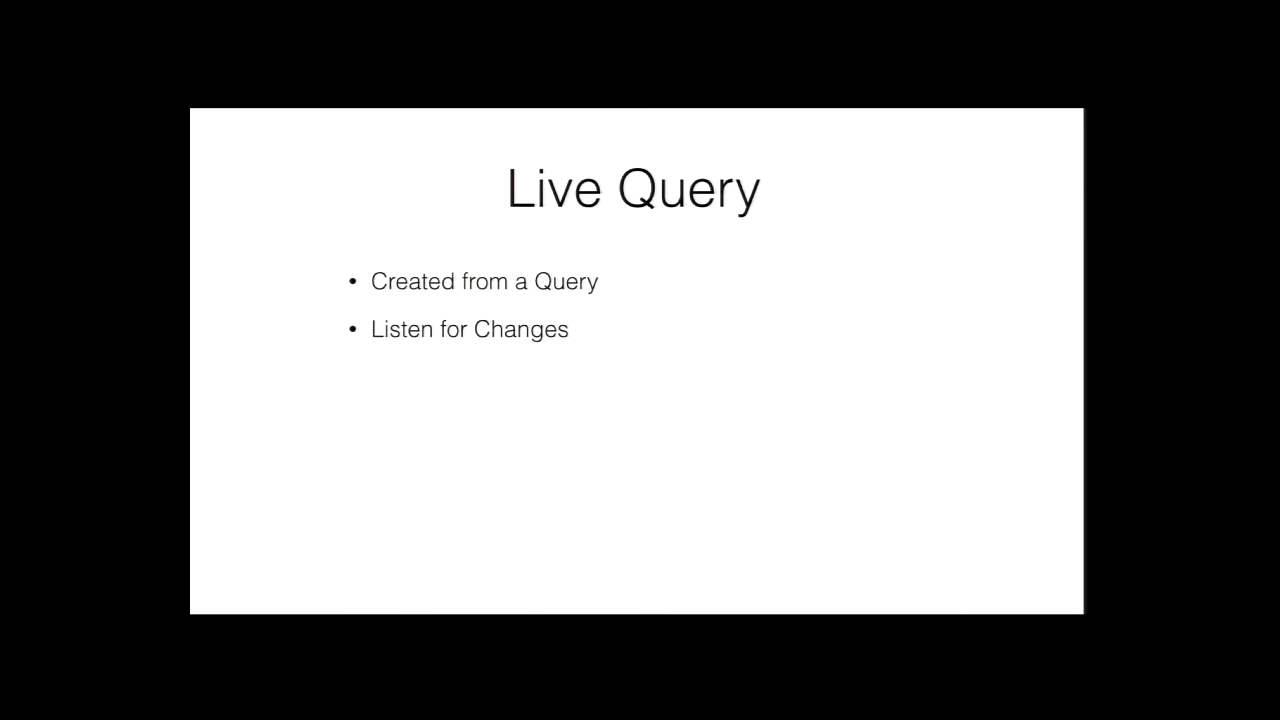 Live Query
• Created from a Query
• Listen for Changes